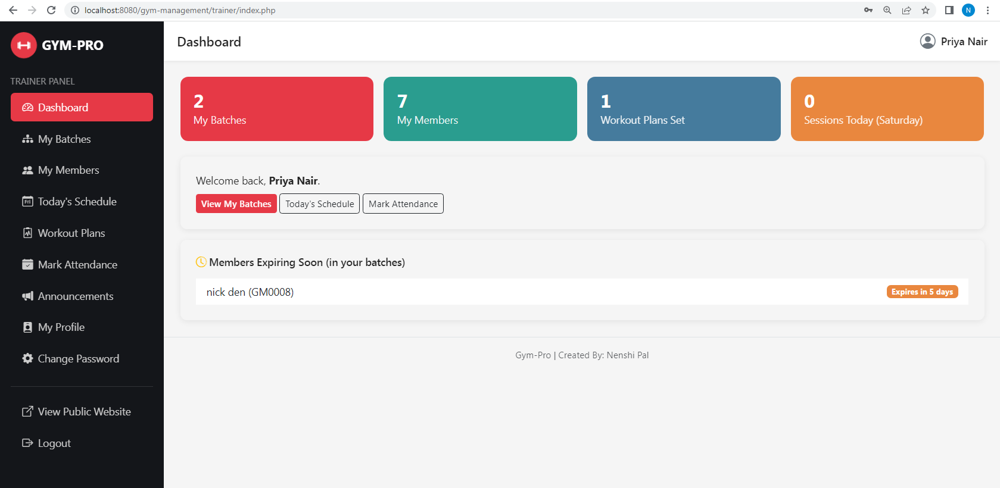 localhost:8080/gym-management/trainer/index.php
N
GYM-PRO
TRAINER PANEL
Dashboard
My Batches
My Members
Fri
Today's Schedule
Workout Plans
Mark Attendance
Announcements
My Profile
Change Password
View Public Website
Logout
Dashboard
Priya Nair
2
My Batches
7
My Members
1
Workout Plans Set
0
Sessions Today (Saturday)
Welcome back, Priya Nair.
View My Batches Today's Schedule Mark Attendance
Members Expiring Soon (in your batches)
nick den (GM0008) Expires in 5 days
Gym-Pro | Created By: Nenshi Pal